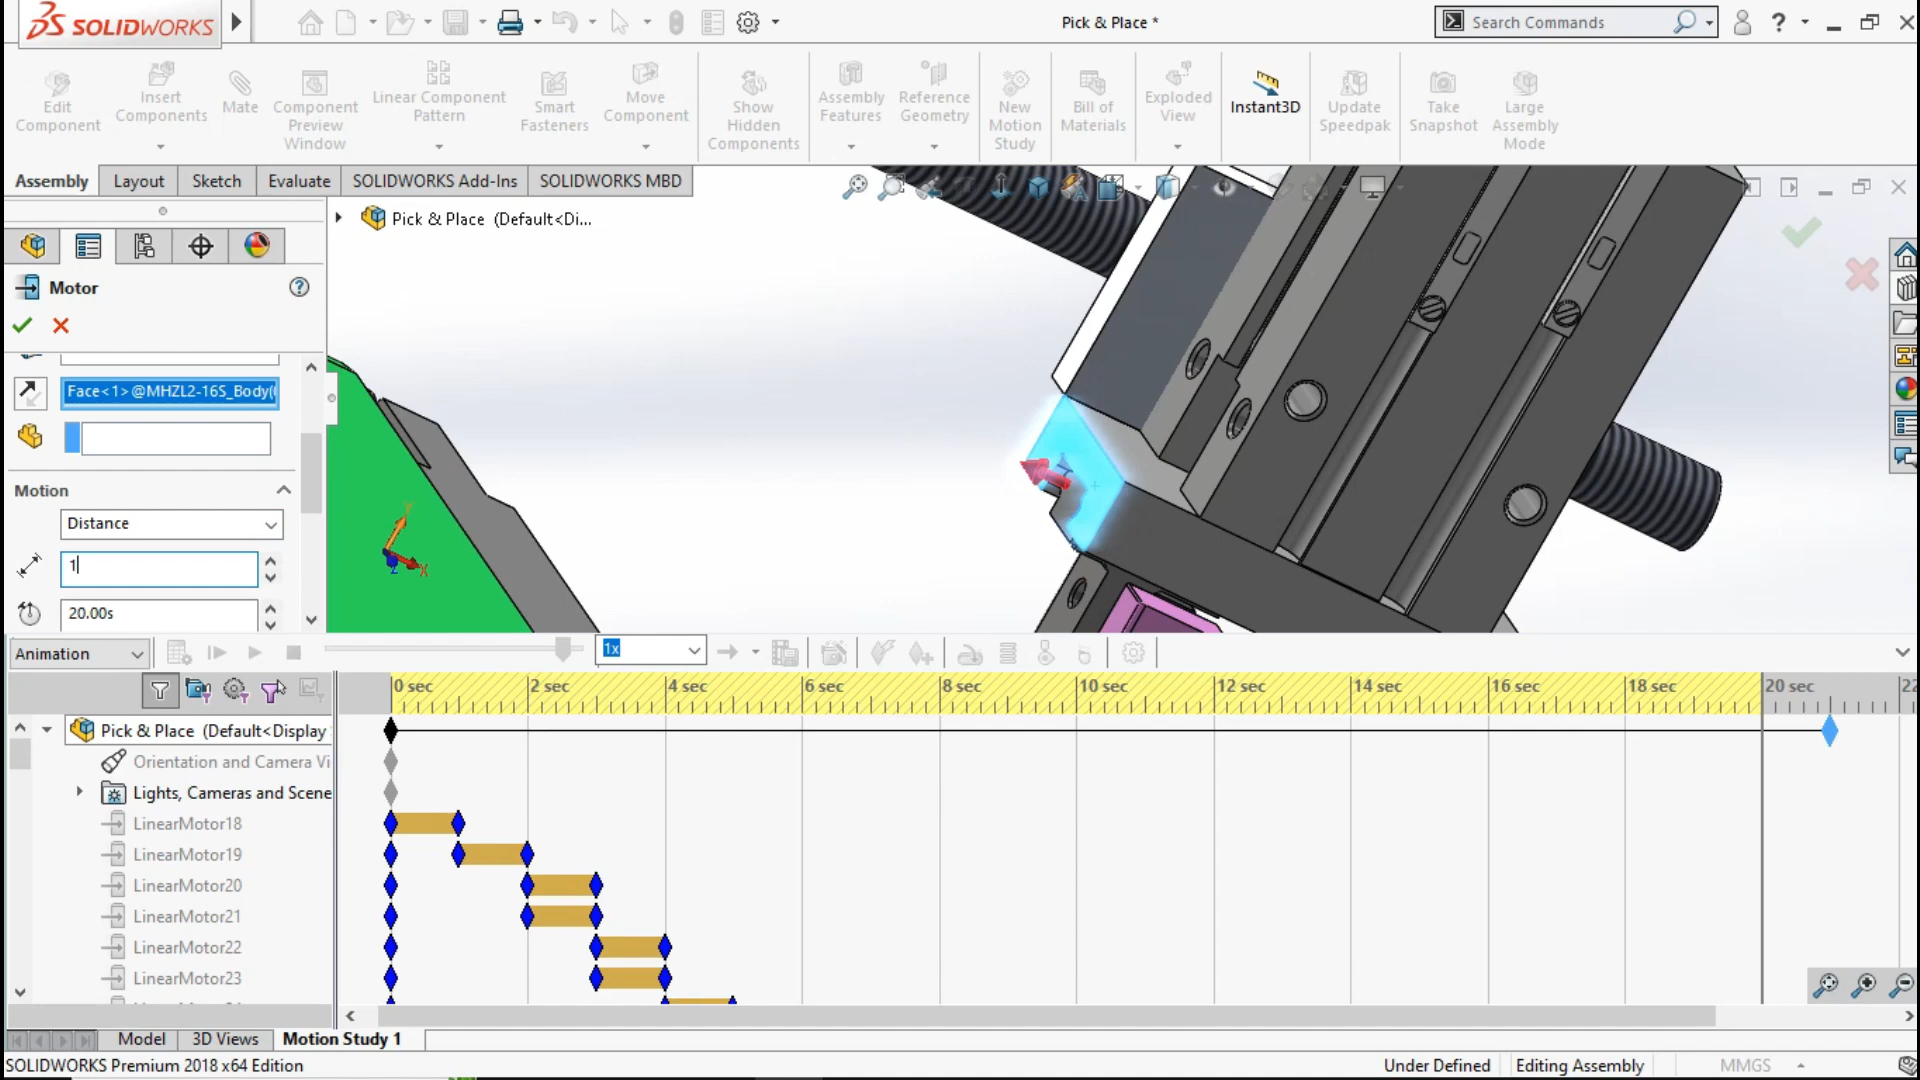 SOLIDWORKS
Pick & Place *
Search Commands
Edit
Component
Insert
Components
Mate
Component
Preview
Window
Linear Component
Pattern
Smart
Fasteners
Move
Component
Show
Hidden
Components
Assembly
Features
Reference
Geometry
New
Motion
Study
Bill of
Materials
Exploded
View
Instant3D
Update
Speedpak
Take
Snapshot
Large
Assembly
Mode
Assembly
Layout
Sketch
Evaluate
SOLIDWORKS Add-Ins
SOLIDWORKS MBD
Pick & Place (Default<Di...
Motor
Face<1>@MHZL2-16S_Body(
Motion
Distance
1
20.00s
Y
X
Z
Animation
1x
0 sec
2 sec
4 sec
6 sec
8 sec
10 sec
12 sec
14 sec
16 sec
18 sec
20 sec
22
Pick & Place (Default<Display
Orientation and Camera Vi
Lights, Cameras and Scene
LinearMotor18
LinearMotor19
LinearMotor20
LinearMotor21
LinearMotor22
LinearMotor23
Model
3D Views
Motion Study 1
SOLIDWORKS Premium 2018 x64 Edition
Under Defined
Editing Assembly
MMGS